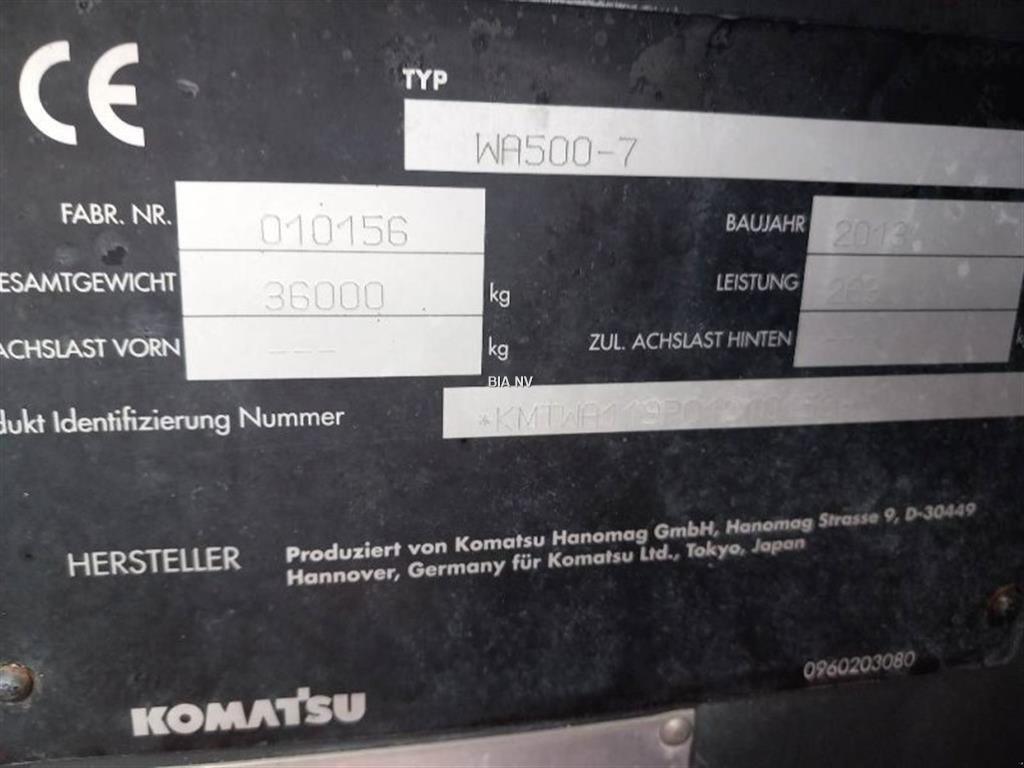 CE
TYP
WA500-7
FABR. NR.
010156
BAUJAHR
2013
ESAMTGEWICHT
36000
kg
LEISTUNG
ACHSLAST VORN
---
kg
ZUL. ACHSLAST HINTEN
BIA NV
dukt Identifizierung Nummer
HERSTELLER
Produziert von Komatsu Hanomag GmbH, Hanomag Strasse 9, D-30449
Hannover, Germany für Komatsu Ltd., Tokyo, Japan
0960203080
KOMATSU